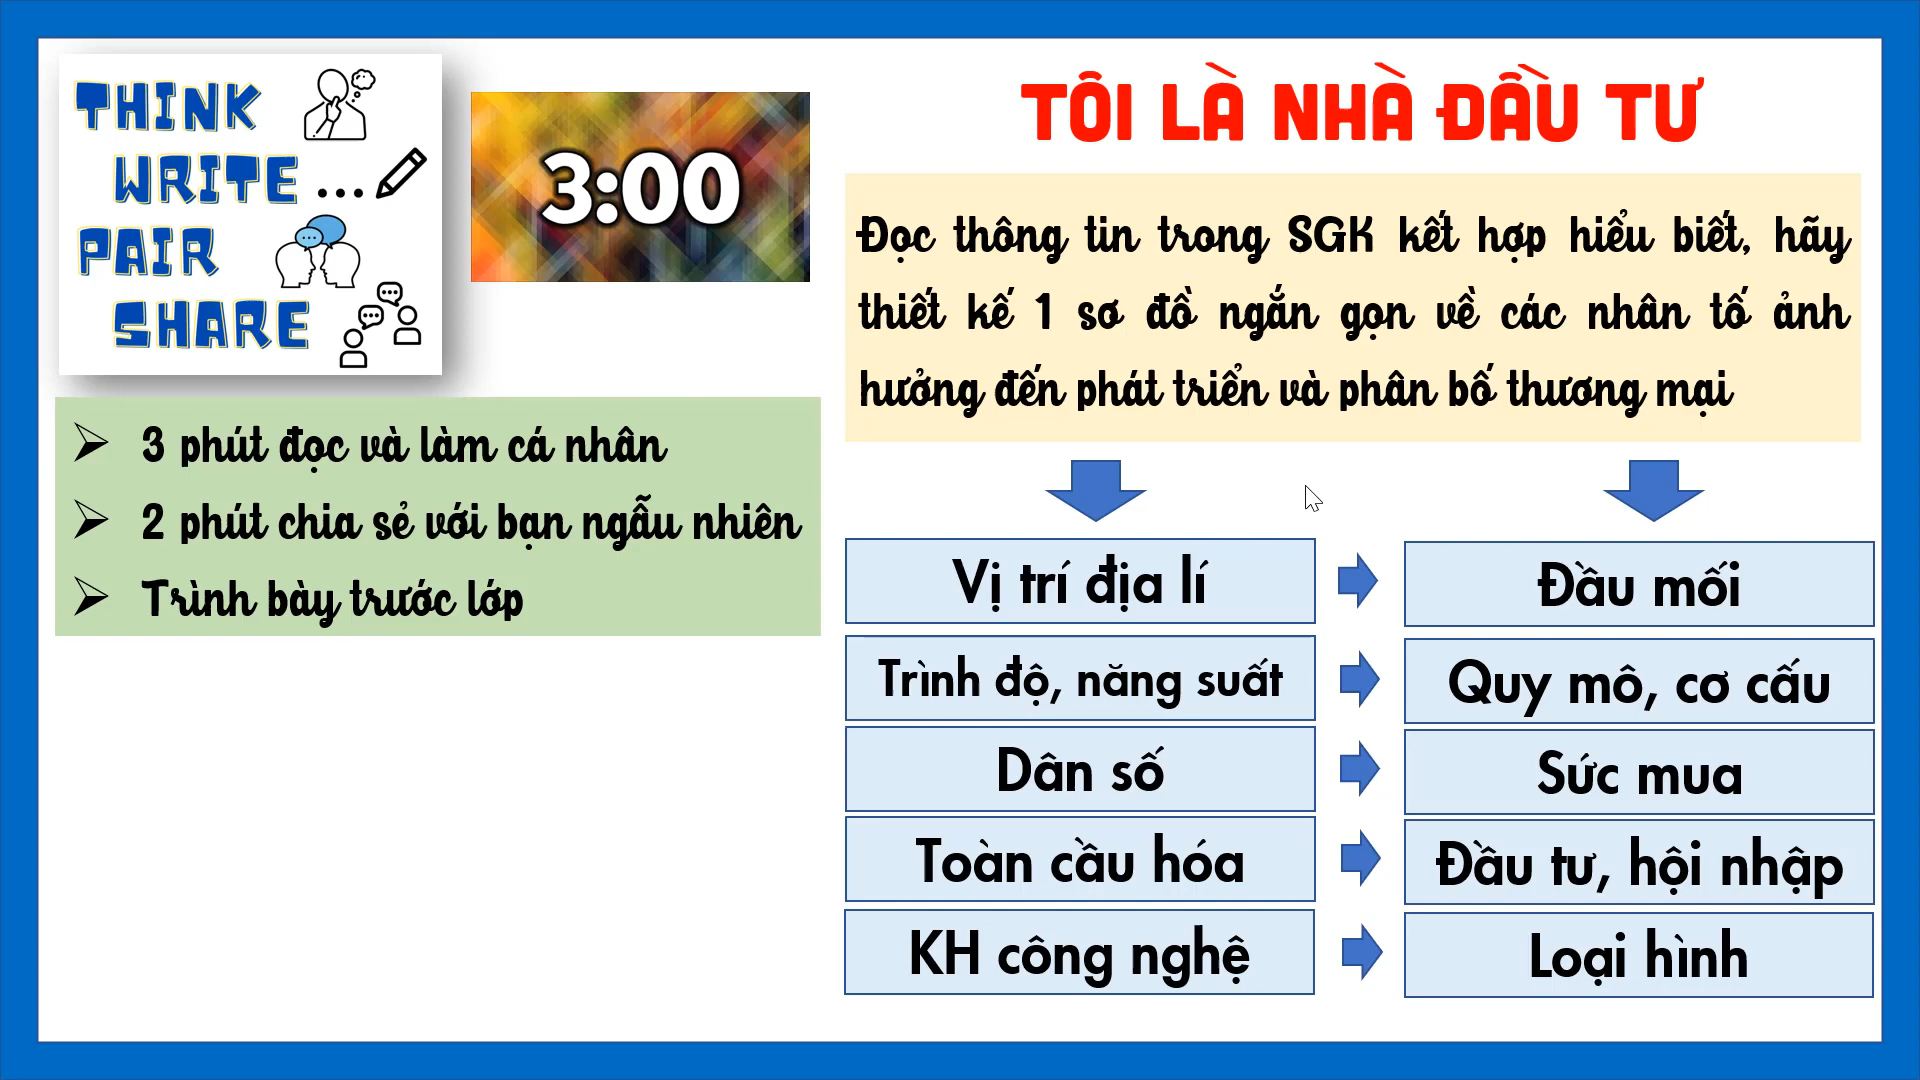 THINK
WRITE ...
PAIR
SHARE
3:00
3 phút đọc và làm cá nhân
2 phút chia sẻ với bạn ngẫu nhiên
Trình bày trước lớp
TÔI LÀ NHÀ ĐẦU TƯ
Đọc thông tin trong SGK kết hợp hiểu biết, hãy
thiết kế 1 sơ đồ ngắn gọn về các nhân tố ảnh
hưởng đến phát triển và phân bố thương mại
Vị trí địa lí
Đầu mối
Trình độ, năng suất
Quy mô, cơ cấu
Dân số
Sức mua
Toàn cầu hóa
Đầu tư, hội nhập
KH công nghệ
Loại hình